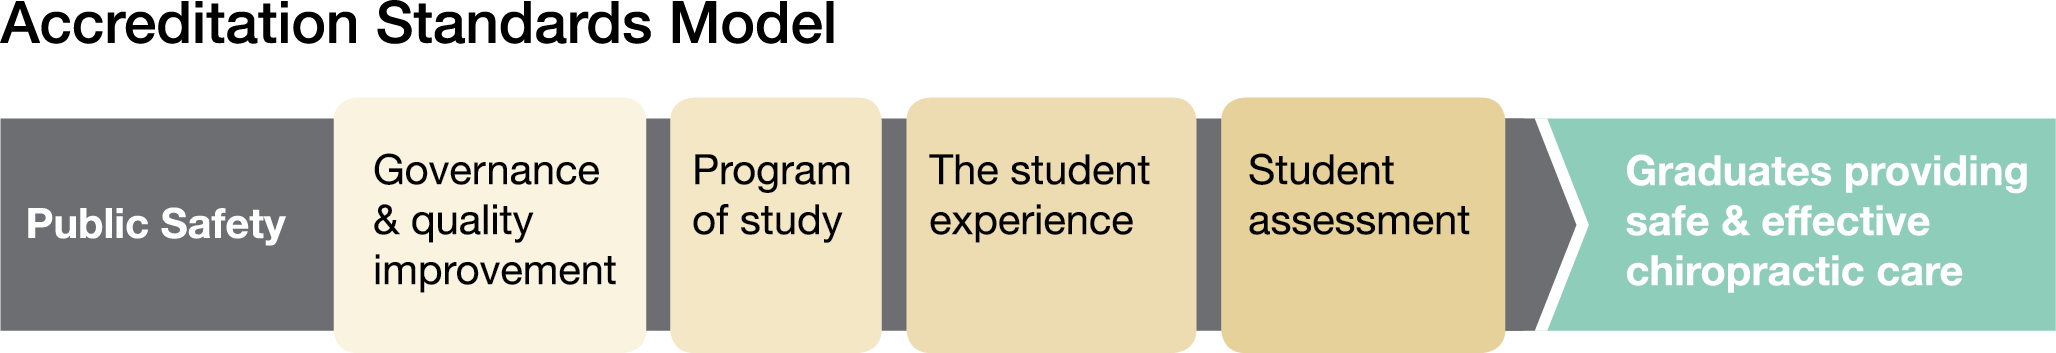 Accreditation Standards Model
Public Safety
Governance
& quality
improvement
Program
of study
The student
experience
Student
assessment
Graduates providing
safe & effective
chiropractic care